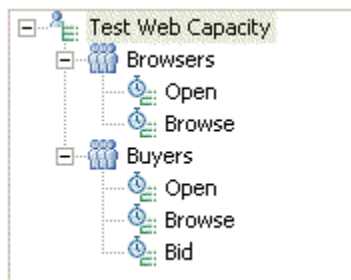 Test Web Capacity
Browsers
Open
Browse
Buyers
Open
Browse
Bid